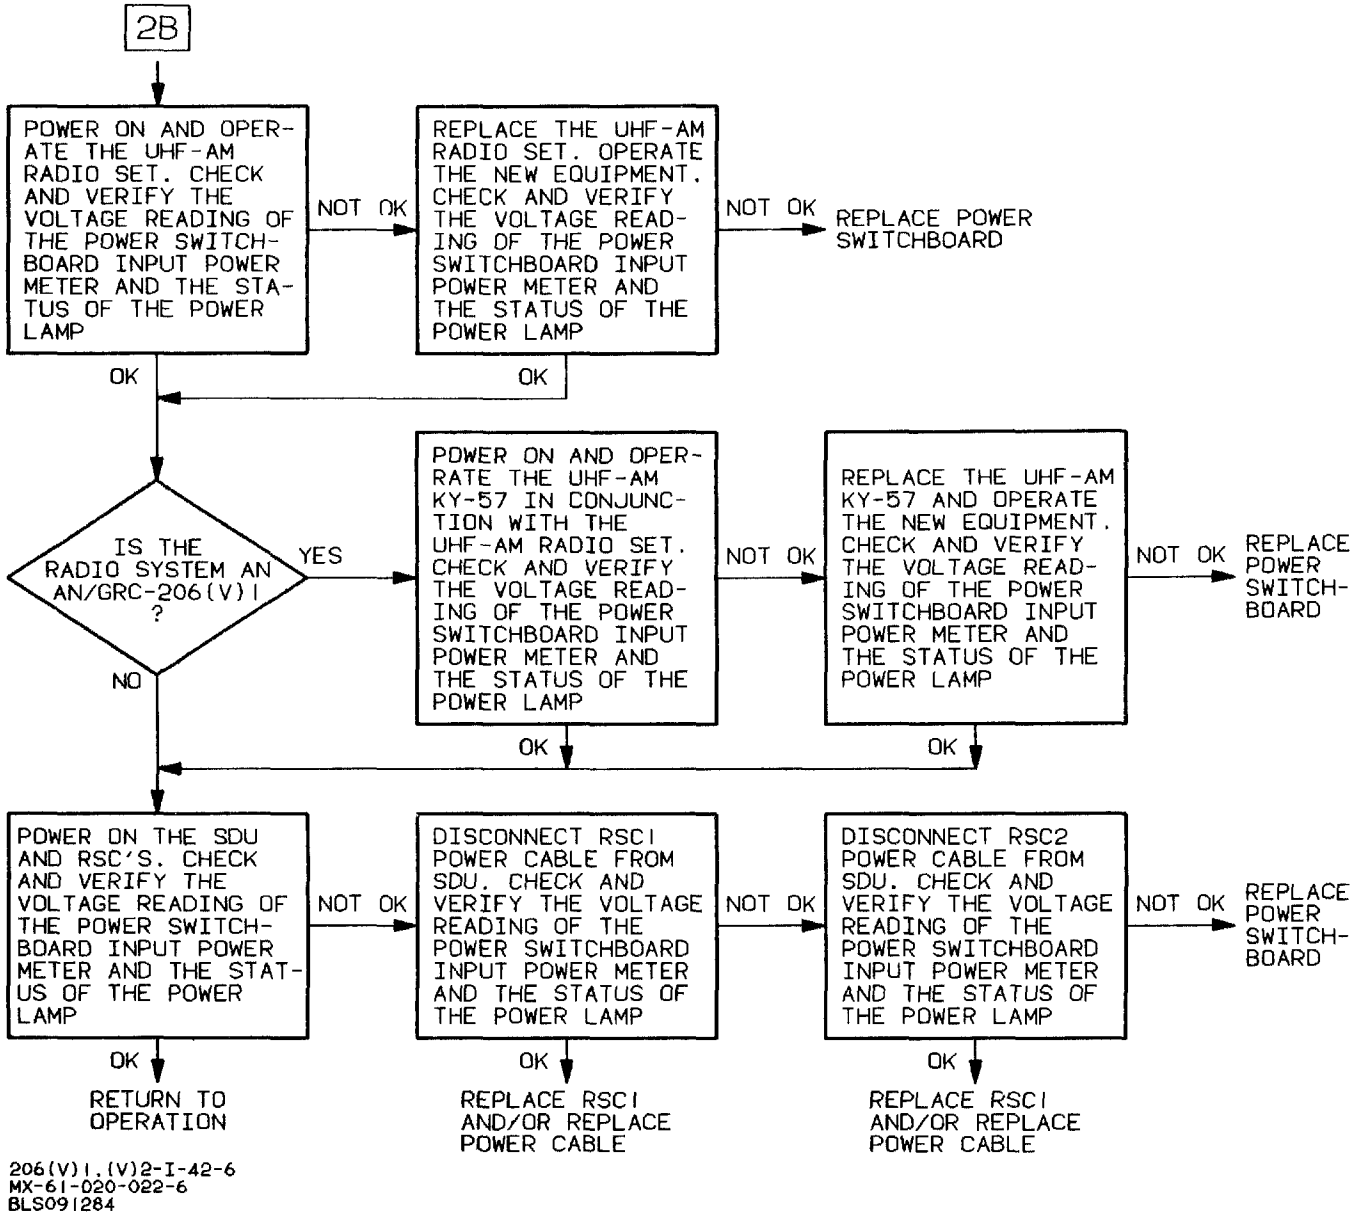 2B
POWER ON AND OPER-
ATE THE UHF-AM
RADIO SET. CHECK
AND VERIFY THE
VOLTAGE READING OF
THE POWER SWITCH-
BOARD INPUT POWER
METER AND THE STA-
TUS OF THE POWER
LAMP
NOT OK
REPLACE THE UHF-AM
RADIO SET. OPERATE
THE NEW EQUIPMENT.
CHECK AND VERIFY
THE VOLTAGE READ-
ING OF THE POWER
SWITCHBOARD INPUT
POWER METER AND
THE STATUS OF THE
POWER LAMP
NOT OK
REPLACE POWER
SWITCHBOARD
OK
OK
IS THE
RADIO SYSTEM AN
AN/GRC-206(V)1
?
YES
NO
POWER ON AND OPER-
RATE THE UHF-AM
KY-57 IN CONJUNC-
TION WITH THE
UHF-AM RADIO SET.
CHECK AND VERIFY
THE VOLTAGE READ-
ING OF THE POWER
SWITCHBOARD INPUT
POWER METER AND
THE STATUS OF THE
POWER LAMP
NOT OK
REPLACE THE UHF-AM
KY-57 AND OPERATE
THE NEW EQUIPMENT.
CHECK AND VERIFY
THE VOLTAGE READ-
ING OF THE POWER
SWITCHBOARD INPUT
POWER METER AND
THE STATUS OF THE
POWER LAMP
NOT OK
REPLACE
POWER
SWITCH-
BOARD
OK
OK
POWER ON THE SDU
AND RSC'S. CHECK
AND VERIFY THE
VOLTAGE READING OF
THE POWER SWITCH-
BOARD INPUT POWER
METER AND THE STAT-
US OF THE POWER
LAMP
NOT OK
DISCONNECT RSC1
POWER CABLE FROM
SDU. CHECK AND
VERIFY THE VOLTAGE
READING OF THE
POWER SWITCHBOARD
INPUT POWER METER
AND THE STATUS OF
THE POWER LAMP
NOT OK
DISCONNECT RSC2
POWER CABLE FROM
SDU. CHECK AND
VERIFY THE VOLTAGE
READING OF THE
POWER SWITCHBOARD
INPUT POWER METER
AND THE STATUS OF
THE POWER LAMP
NOT OK
REPLACE
POWER
SWITCH-
BOARD
OK
RETURN TO
OPERATION
OK
REPLACE RSC1
AND/OR REPLACE
POWER CABLE
OK
REPLACE RSC1
AND/OR REPLACE
POWER CABLE
206(V)1.(V)2-I-42-6
MX-61-020-022-6
BLS091284